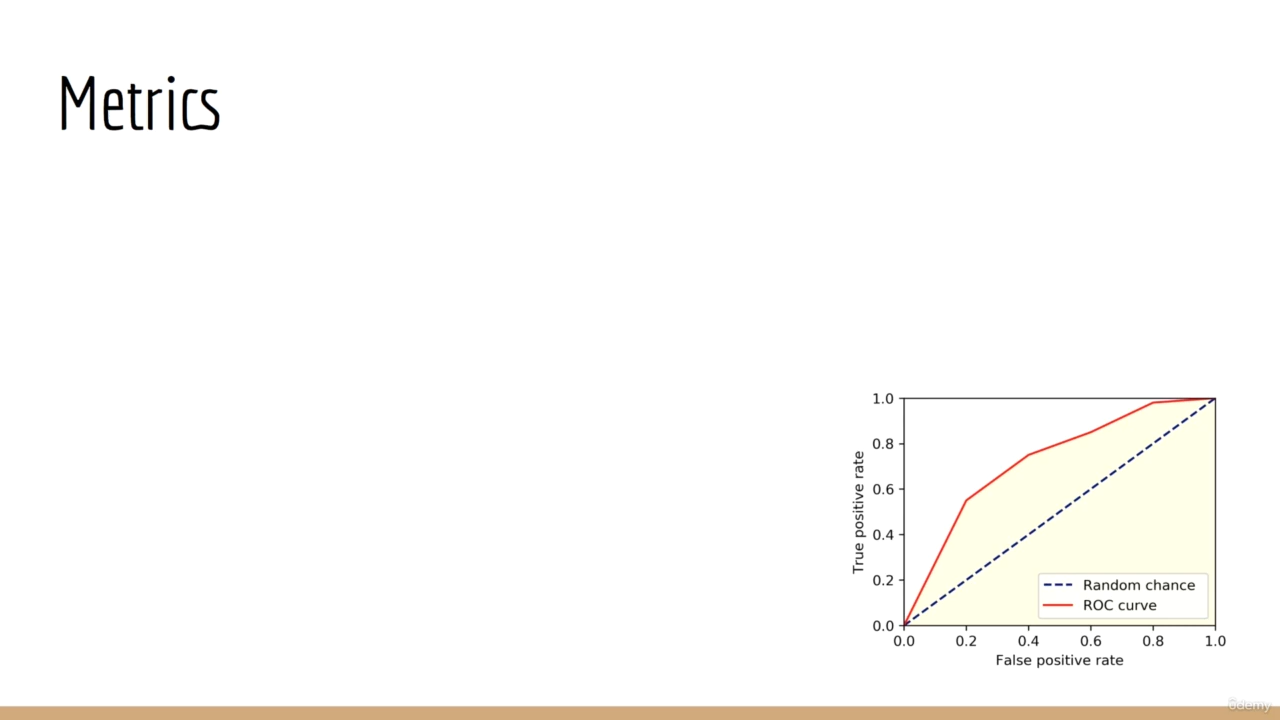 Metrics
1.0
0.8
0.6
0.4
0.2
0.0
True positive rate
Random chance
ROC curve
0.0 0.2 0.4 0.6 0.8 1.0
False positive rate
ûdemy